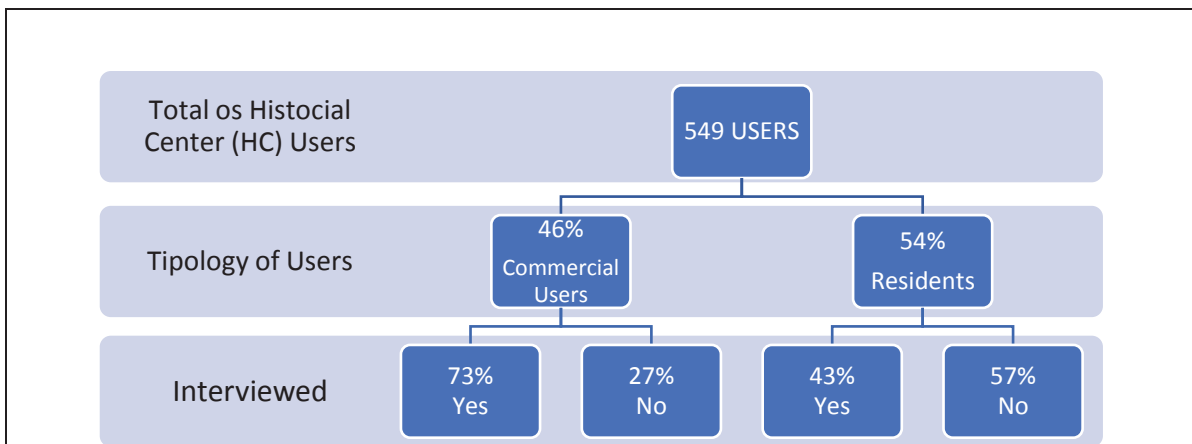 Total os Histocial
Center (HC) Users
549 USERS
Tipology of Users
46%
Commercial
Users
54%
Residents
Interviewed
73%
Yes
27%
No
43%
Yes
57%
No